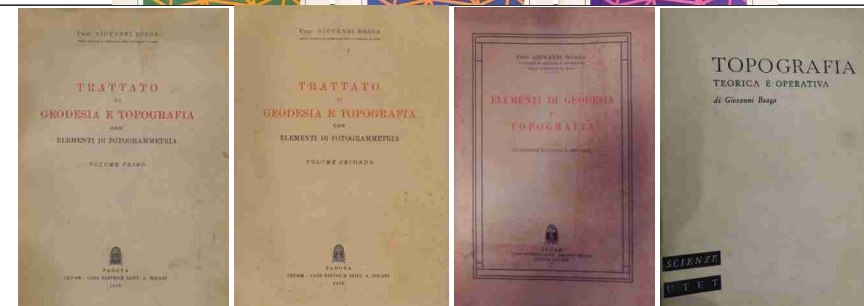 Prof. GIOVANNI BOAGA
TRATTATO
DI
GEODESIA E TOPOGRAFIA
CON
ELEMENTI DI FOTOGRAMMETRIA
VOLUME PRIMO
PADOVA
CEDAM - CASA EDITRICE DOTT. A. MILANI
Prof. GIOVANNI BOAGA
TRATTATO
DI
GEODESIA E TOPOGRAFIA
CON
ELEMENTI DI FOTOGRAMMETRIA
VOLUME SECONDO
PADOVA
CEDAM - CASA EDITRICE DOTT. A. MILANI
1948
Prof. GIOVANNI BOAGA
ELEMENTI DI GEODESIA
E
TOPOGRAFIA
CEDAM
TOPOGRAFIA
TEORICA E OPERATIVA
di Giovanni Boaga
SCIENZE
UTET